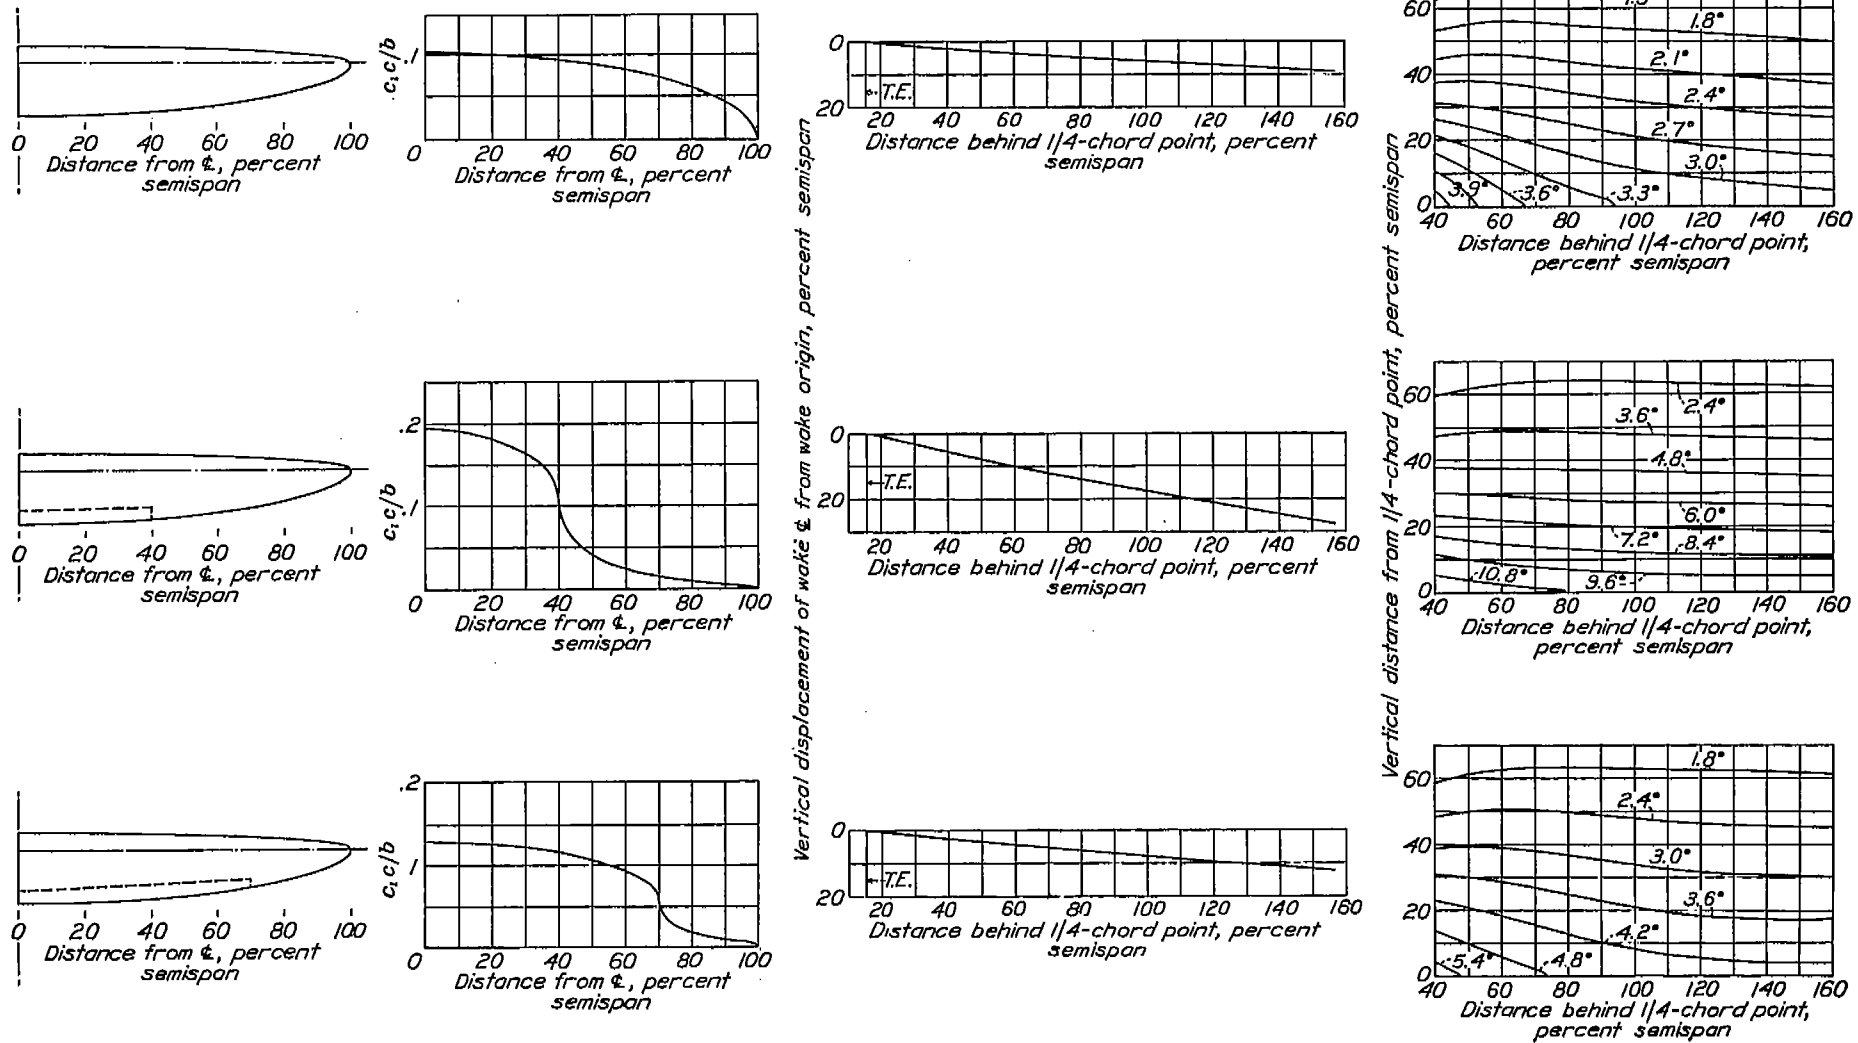 0 20 40 60 80 100
Distance from ℄, percent
semispan
c₁c/b
.1
0 20 40 60 80 100
Distance from ℄, percent
semispan
0
20
T.E.
20 40 60 80 100 120 140 160
Distance behind 1/4-chord point, percent
semispan
60
40
20
0
1.8°
2.1°
2.4°
2.7°
3.0°
3.3°
3.6°
3.9°
40 60 80 100 120 140 160
Distance behind 1/4-chord point,
percent semispan
Vertical displacement of wake ℄ from wake origin, percent semispan
Vertical distance from 1/4-chord point, percent semispan
0 20 40 60 80 100
Distance from ℄, percent
semispan
c₁c/b
.2
.1
0 20 40 60 80 100
Distance from ℄, percent
semispan
0
20
T.E.
20 40 60 80 100 120 140 160
Distance behind 1/4-chord point, percent
semispan
60
40
20
0
2.4°
3.6°
4.8°
6.0°
7.2°
8.4°
9.6°
10.8°
40 60 80 100 120 140 160
Distance behind 1/4-chord point,
percent semispan
0 20 40 60 80 100
Distance from ℄, percent
semispan
c₁c/b
.2
.1
0 20 40 60 80 100
Distance from ℄, percent
semispan
0
20
T.E.
20 40 60 80 100 120 140 160
Distance behind 1/4-chord point, percent
semispan
60
40
20
0
1.8°
2.4°
3.0°
3.6°
4.2°
4.8°
5.4°
40 60 80 100 120 140 160
Distance behind 1/4-chord point,
percent semispan